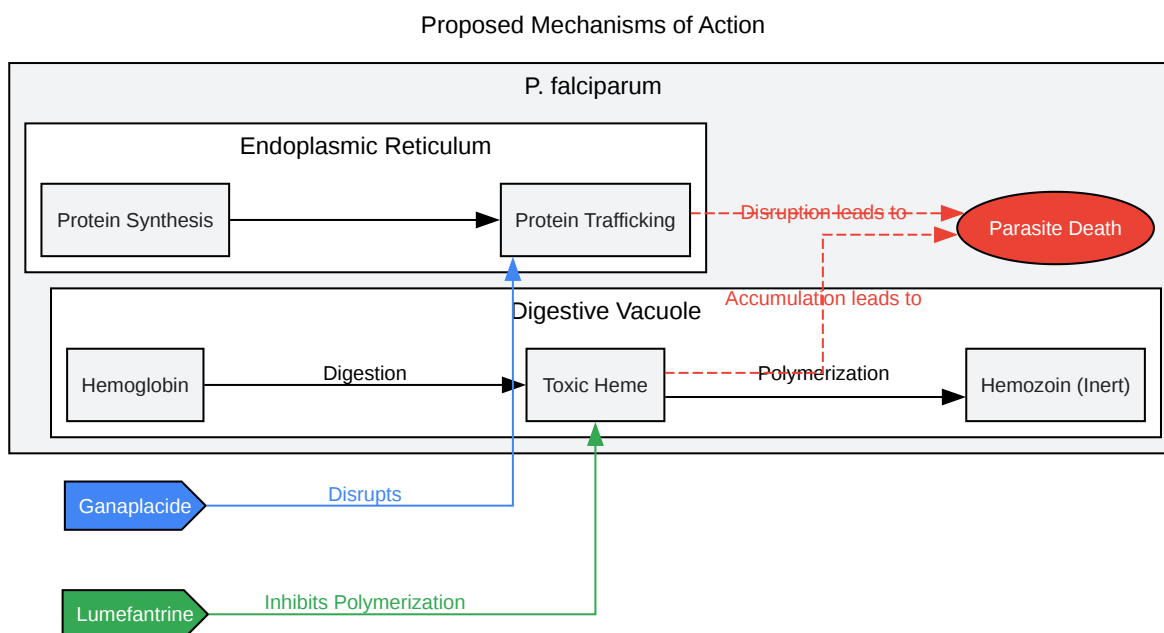 Proposed Mechanisms of Action
P. falciparum
Endoplasmic Reticulum
Protein Synthesis
Protein Trafficking
Disruption leads to
Parasite Death
Accumulation leads to
Digestive Vacuole
Hemoglobin
Digestion
Toxic Heme
Polymerization
Hemozoin (Inert)
Ganaplacide
Disrupts
Lumefantrine
Inhibits Polymerization